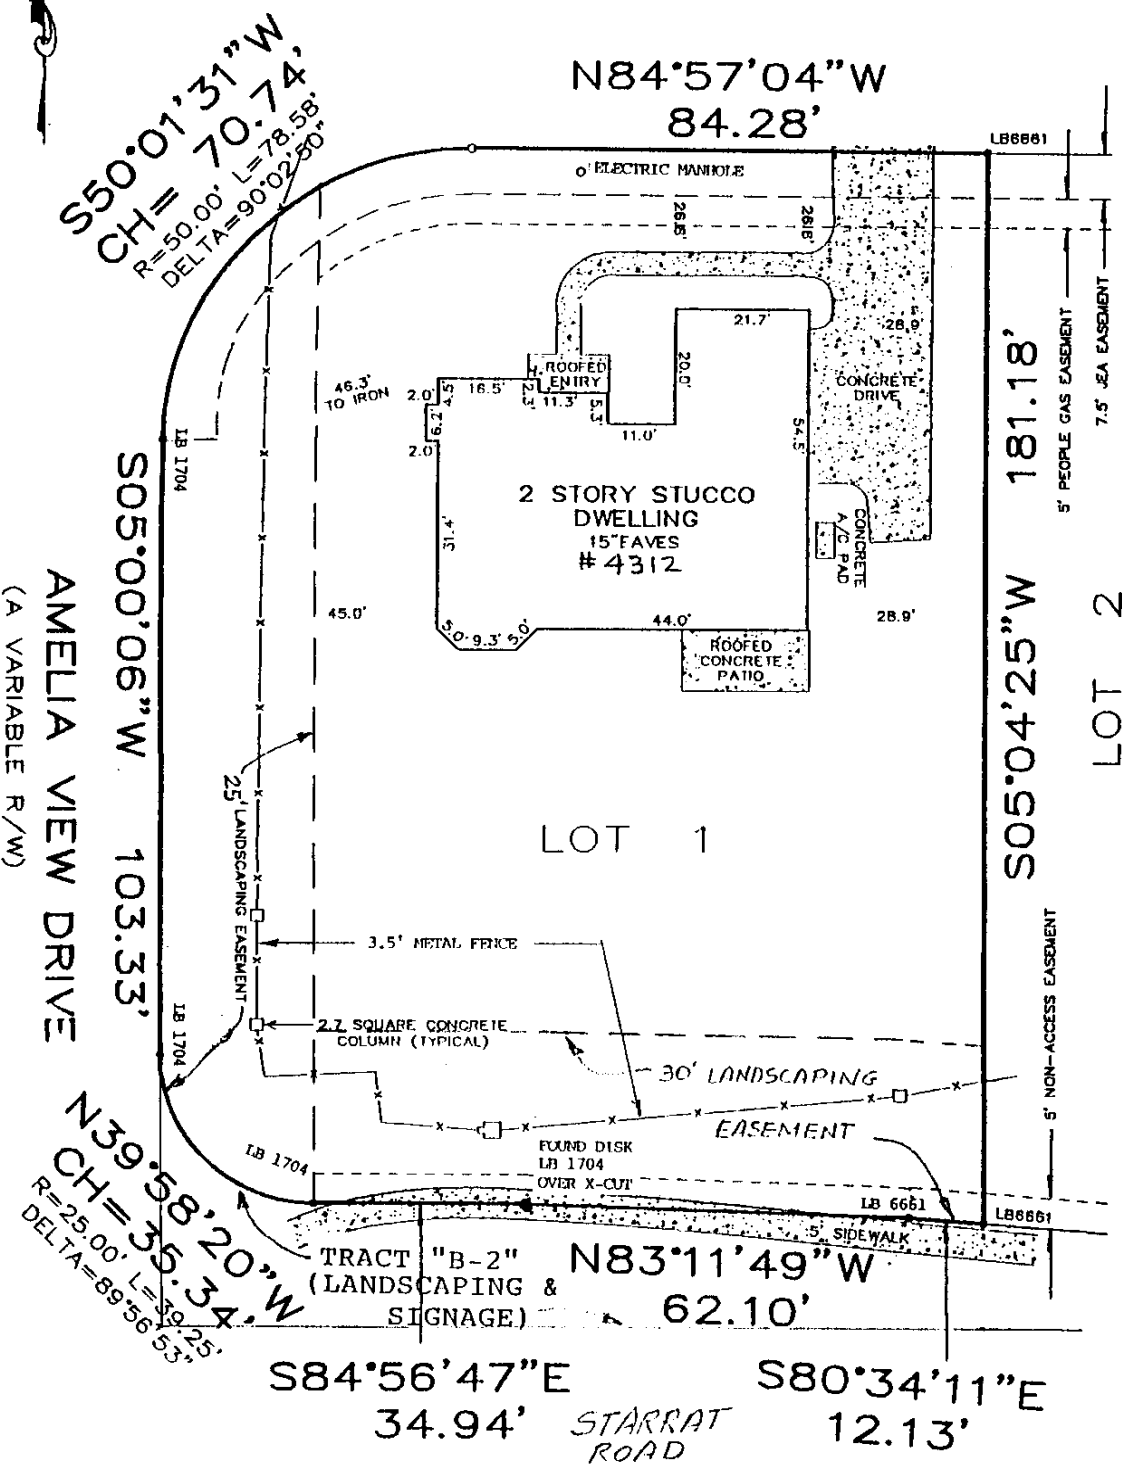 N84°57'04"W
84.28'
S50°01'31"W
CH= 70.74'
R=50.00' L=78.58'
DELTA=90°02'50"
LB6861
ELECTRIC MANHOLE
26.6'
26.8'
5' PEOPLE GAS EASEMENT
7.5' JEA EASEMENT
21.7'
28.9'
20.0'
ROOFED
ENTRY
CONCRETE
DRIVE
46.3'
TO IRON
2.0'
4.5'
16.5'
2.3'
11.3'
5.3'
11.0'
54.5'
181.18'
LB 1704
2.0'
2 STORY STUCCO
DWELLING
15"EAVES
#4312
31.4'
CONCRETE
A/C PAD
S05°00'06"W 103.33'
AMELIA VIEW DRIVE
(A VARIABLE R/W)
45.0'
28.9'
5.0'
9.3'
5.0'
44.0'
ROOFED
CONCRETE
PATIO
S05°04'25"W
LOT 2
25' LANDSCAPING EASEMENT
LOT 1
3.5' METAL FENCE
5' NON-ACCESS EASEMENT
2.7 SQUARE CONCRETE
COLUMN (TYPICAL)
LB 1704
30' LANDSCAPING
EASEMENT
FOUND DISK
LB 1704
OVER X-CUT
LB 1704
LB 6661
LB6661
5' SIDEWALK
N39°58'20"W
CH=35.34'
R=25.00' L=39.25'
DELTA=89°56'53"
TRACT "B-2"
(LANDSCAPING &
SIGNAGE)
N83°11'49"W
62.10'
S84°56'47"E
34.94'
S80°34'11"E
12.13'
STARRAT
ROAD